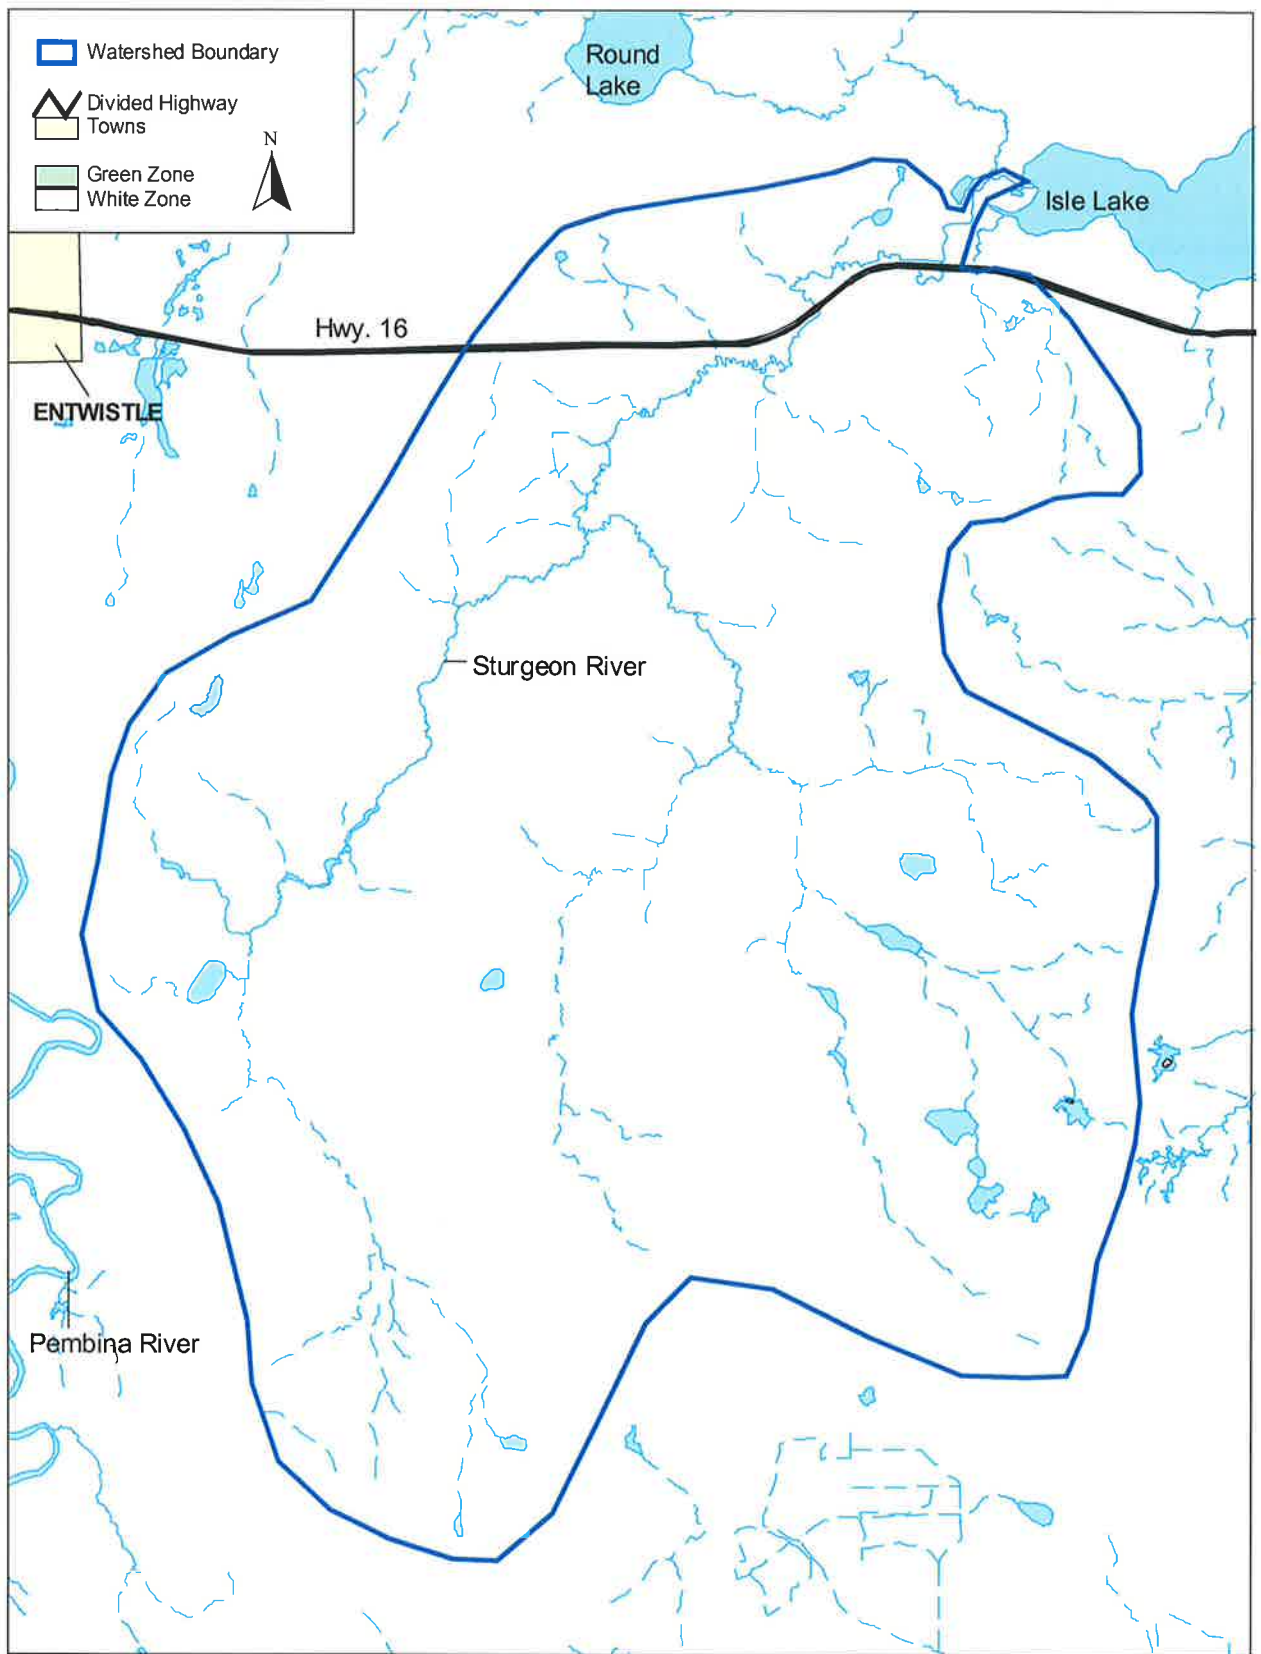 Watershed Boundary
Divided Highway
Towns
Green Zone
White Zone
N
Round
Lake
Isle Lake
Hwy. 16
ENTWISTLE
Sturgeon River
Pembina River